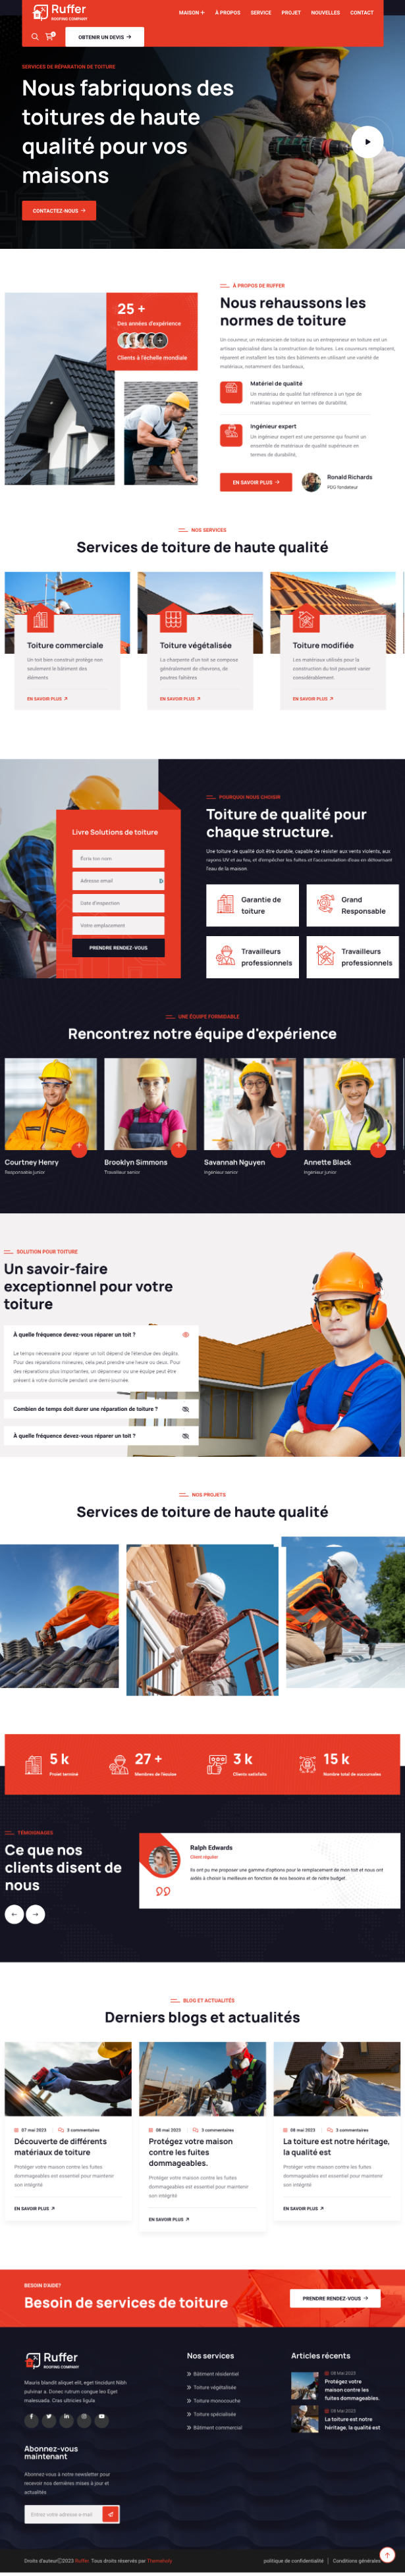 Ruffer
ROOFING COMPANY
MAISON +
À PROPOS
SERVICE
PROJET
NOUVELLES
CONTACT
0
OBTENIR UN DEVIS →
SERVICES DE RÉPARATION DE TOITURE
Nous fabriquons des
toitures de haute
qualité pour vos
maisons
CONTACTEZ-NOUS →
25 +
Des années d'expérience
Clients à l'échelle mondiale
À PROPOS DE RUFFER
Nous rehaussons les
normes de toiture
Un couvreur, un mécanicien de toiture ou un entrepreneur en toiture est un
artisan spécialisé dans la construction de toitures. Les couvreurs remplacent,
réparent et installent les toits des bâtiments en utilisant une variété de
matériaux, notamment des bardeaux,
Matériel de qualité
Un matériau de qualité fait référence à un type de
matériau supérieur en termes de durabilité,
Ingénieur expert
Un ingénieur expert est une personne qui fournit un
ensemble de matériaux de qualité supérieure en
termes de durabilité,
EN SAVOIR PLUS →
Ronald Richards
PDG fondateur
NOS SERVICES
Services de toiture de haute qualité
Toiture commerciale
Un toit bien construit protège non
seulement le bâtiment des
éléments
EN SAVOIR PLUS ↗
Toiture végétalisée
La charpente d'un toit se compose
généralement de chevrons, de
poutres faîtières
EN SAVOIR PLUS ↗
Toiture modifiée
Les matériaux utilisés pour la
construction du toit peuvent varier
considérablement
EN SAVOIR PLUS ↗
Livre Solutions de toiture
Écris ton nom
Adresse email
Date d'inspection
Votre emplacement
PRENDRE RENDEZ-VOUS
POURQUOI NOUS CHOISIR
Toiture de qualité pour
chaque structure.
Une toiture de qualité doit être durable, capable de résister aux vents violents, aux
rayons UV et au feu, et d'empêcher les fuites et l'accumulation d'eau en détournant
l'eau de la maison
Garantie de
toiture
Grand
Responsable
Travailleurs
professionnels
Travailleurs
professionnels
UNE ÉQUIPE FORMIDABLE
Rencontrez notre équipe d'expérience
Courtney Henry
Responsable junior
Brooklyn Simmons
Travailleur senior
Savannah Nguyen
Ingénieur senior
Annette Black
Ingénieur junior
SOLUTION POUR TOITURE
Un savoir-faire
exceptionnel pour votre
toiture
À quelle fréquence devez-vous réparer un toit ?
Le temps nécessaire pour réparer un toit dépend de l'étendue des dégâts.
Pour des réparations mineures, cela peut prendre une heure ou deux. Pour
des réparations plus importantes, un dépanneur ou une équipe peut être
présent à votre domicile pendant une demi-journée.
Combien de temps doit durer une réparation de toiture ?
À quelle fréquence devez-vous réparer un toit ?
NOS PROJETS
Services de toiture de haute qualité
5 k
Projet terminé
27 +
Membres de l'équipe
3 k
Clients satisfaits
15 k
Nombre total de succursales
TÉMOIGNAGES
Ce que nos
clients disent de
nous
Ralph Edwards
Client régulier
Ils ont pu me proposer une gamme d'options pour le remplacement de mon toit et nous ont
aidés à choisir la meilleure en fonction de nos besoins et de notre budget.
BLOG ET ACTUALITÉS
Derniers blogs et actualités
07 mai 2023
3 commentaires
Découverte de différents
matériaux de toiture
Protéger votre maison contre les fuites
dommageables est essentiel pour maintenir
son intégrité
EN SAVOIR PLUS ↗
08 mai 2023
3 commentaires
Protégez votre maison
contre les fuites
dommageables.
Protéger votre maison contre les fuites
dommageables est essentiel pour maintenir
son intégrité
EN SAVOIR PLUS ↗
08 mai 2023
3 commentaires
La toiture est notre héritage,
la qualité est
Protéger votre maison contre les fuites
dommageables est essentiel pour maintenir
son intégrité
EN SAVOIR PLUS ↗
BESOIN D'AIDE?
Besoin de services de toiture
PRENDRE RENDEZ-VOUS →
Ruffer
ROOFING COMPANY
Mauris blandit aliquet elit, eget tincidunt Nibh
pulvinar a. Donec rutrum congue leo Eget
malesuada. Cras ultricies ligula
Abonnez-vous
maintenant
Abonnez-vous à notre newsletter pour
recevoir nos dernières mises à jour et
actualités
Entrez votre adresse e-mail
Nos services
Bâtiment résidentiel
Toiture végétalisée
Toiture monocouche
Toiture spécialisée
Bâtiment commercial
Articles récents
08 Mai 2023
Protégez votre
maison contre les
fuites dommageables.
08 Mai 2023
La toiture est notre
héritage, la qualité est
Droits d'auteur©2023 Ruffer Tous droits réservés par Themeholy
politique de confidentialité | Conditions générales